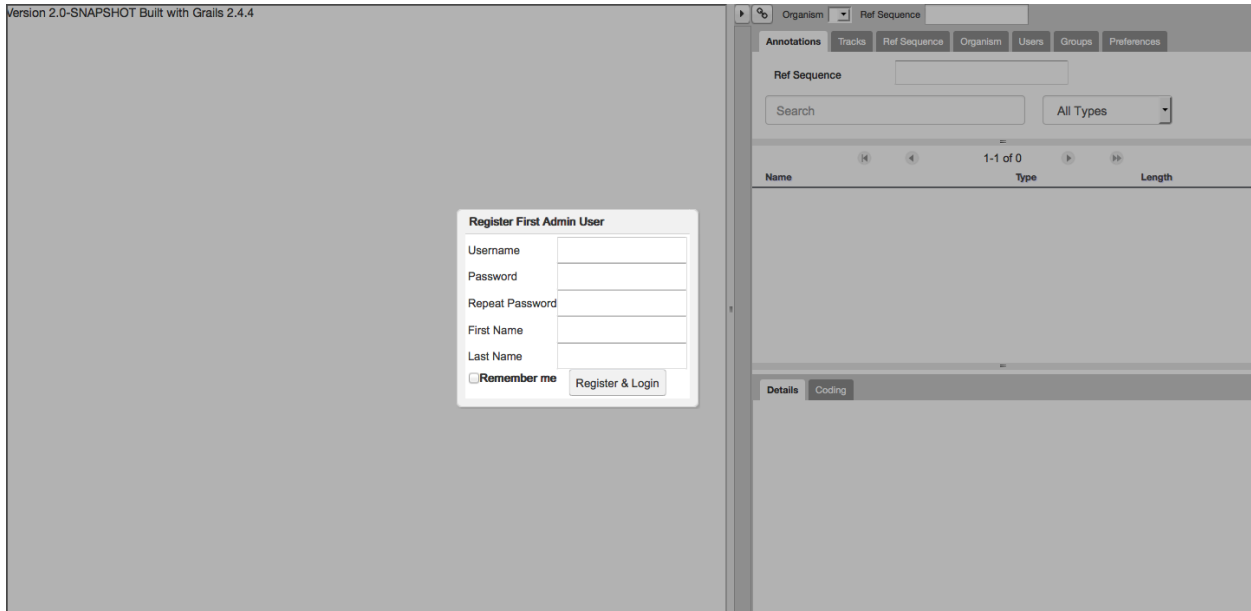 Version 2.0-SNAPSHOT Built with Grails 2.4.4
Organism Ref Sequence
Annotations Tracks Ref Sequence Organism Users Groups Preferences
Ref Sequence
Search All Types
1-1 of 0
Name Type Length
Register First Admin User
Username
Password
Repeat Password
First Name
Last Name
Remember me Register & Login
Details Coding